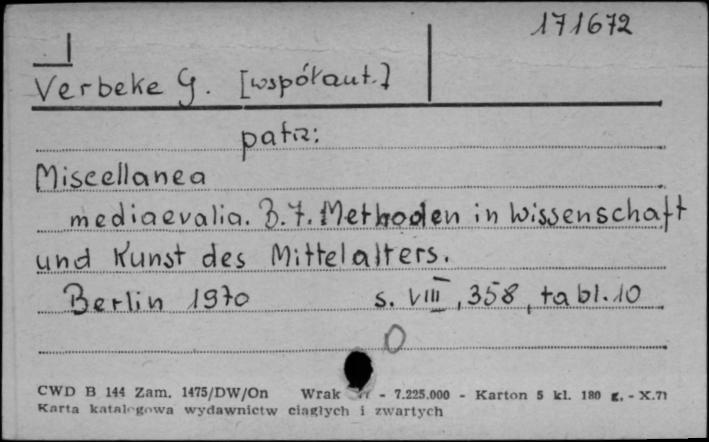 171672
Verbeke G. [współaut.]
patrz:
Miscellanea
mediaevalia. B.7. Methoden in Wissenschaft
und Kunst des Mittelalters.
Berlin 1970 s. VIII, 358, tabl. 10
CWD B 144 Zam. 1475/DW/On Wrak - 7.225.000 - Karton 5 kl. 180 g. - X.71
Karta katalogowa wydawnictw ciągłych i zwartych